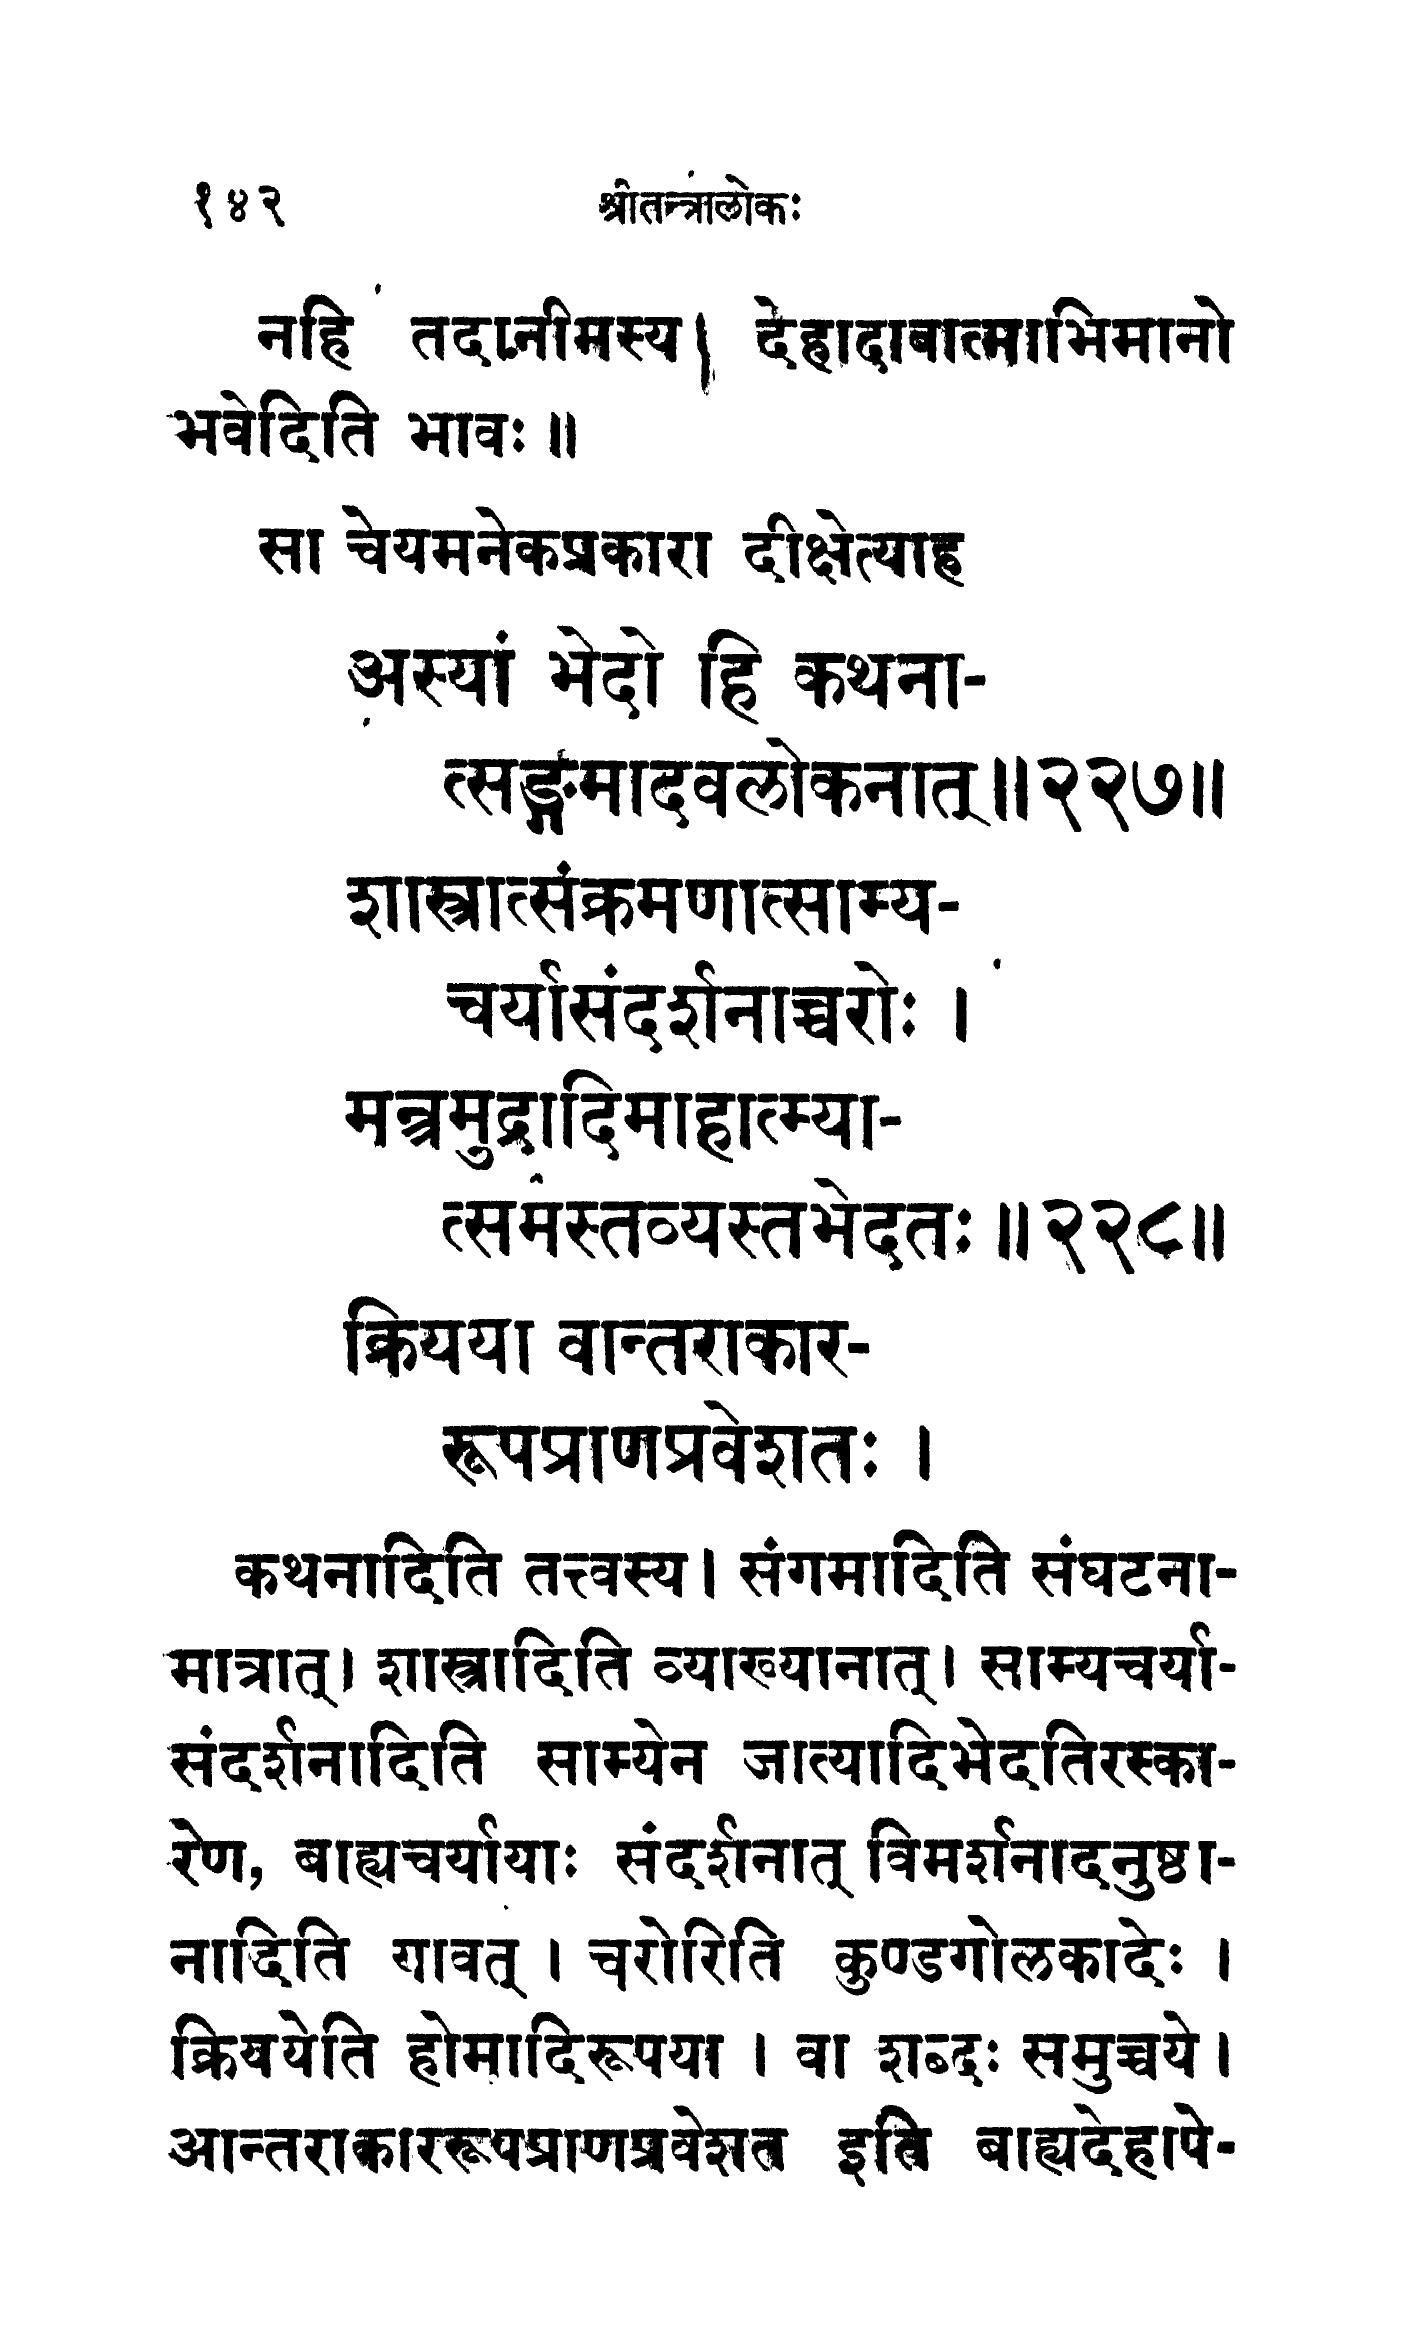 १४२ श्रीतन्त्रालोकः
नहि तदानीमस्य। देहादाबात्माभिमानो
भवेदिति भावः ॥
सा चेयमनेकप्रकारा दीक्षेत्याह
अस्यां भेदो हि कथना-
त्सङ्गमादवलोकनात्॥२२७॥
शास्त्रात्संक्रमणात्साम्य-
चर्यासंदर्शनाच्चरोः ।
मन्त्रमुद्रादिमाहात्म्या-
त्समस्तव्यस्तभेदतः॥२२८॥
क्रियया वान्तराकार-
रूपप्राणप्रवेशतः ।
कथनादिति तत्त्वस्य। संगमादिति संघटना-
मात्रात्। शास्त्रादिति व्याख्यानात्। साम्यचर्या-
संदर्शनादिति साम्येन जात्यादिभेदतिरस्का-
रेण, बाह्यचर्यायाः संदर्शनात् विमर्शनादनुष्ठा-
नादिति यावत् । चरोरिति कुण्डगोलकादेः ।
क्रिययेति होमादिरूपया । वा शब्दः समुच्चये।
आन्तराकाररूपप्राणप्रवेशत इति बाह्यदेहापे-